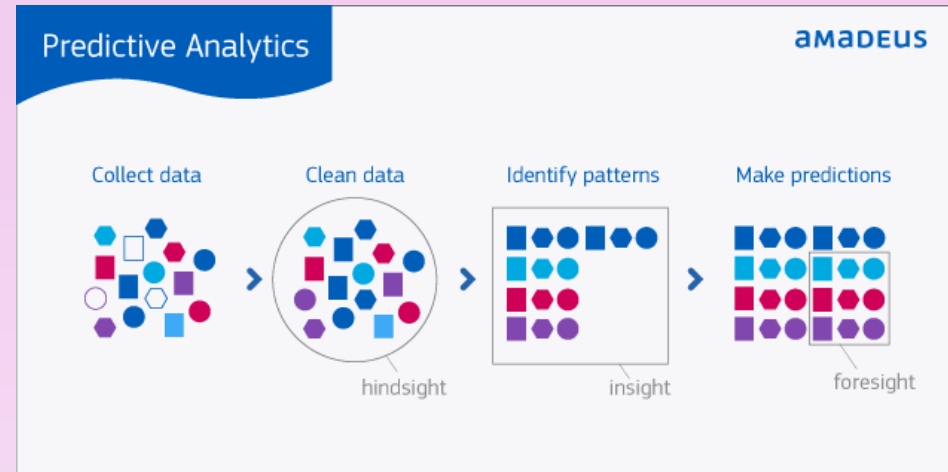 Predictive Analytics
amadeus
Collect data
Clean data
Identify patterns
Make predictions
hindsight
insight
foresight